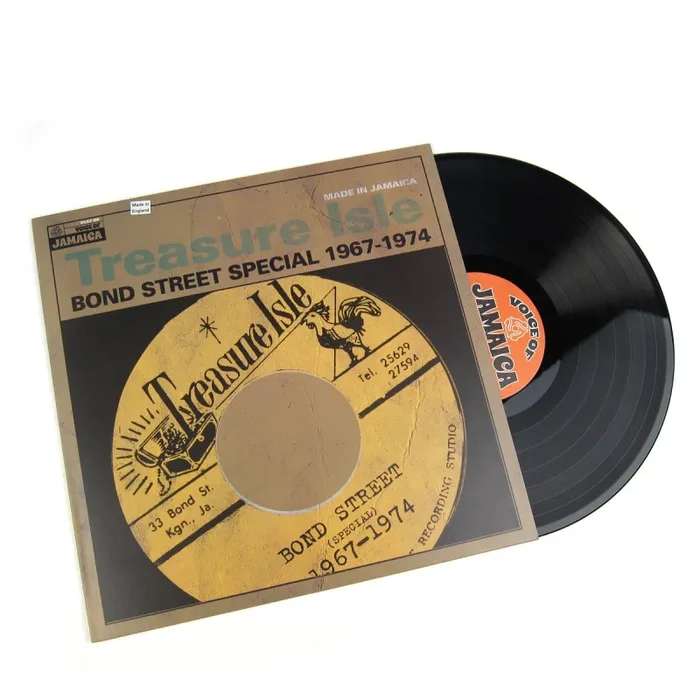 VOICE OF
JAMAICA
Made in
England
MADE IN JAMAICA
Treasure Isle
BOND STREET SPECIAL 1967-1974
Treasure Isle
Tel. 25629
27594
33 Bond St.
Kgn., Ja.
BOND STREET
(SPECIAL)
1967-1974
RECORDING STUDIO
VOICE OF
JAMAICA